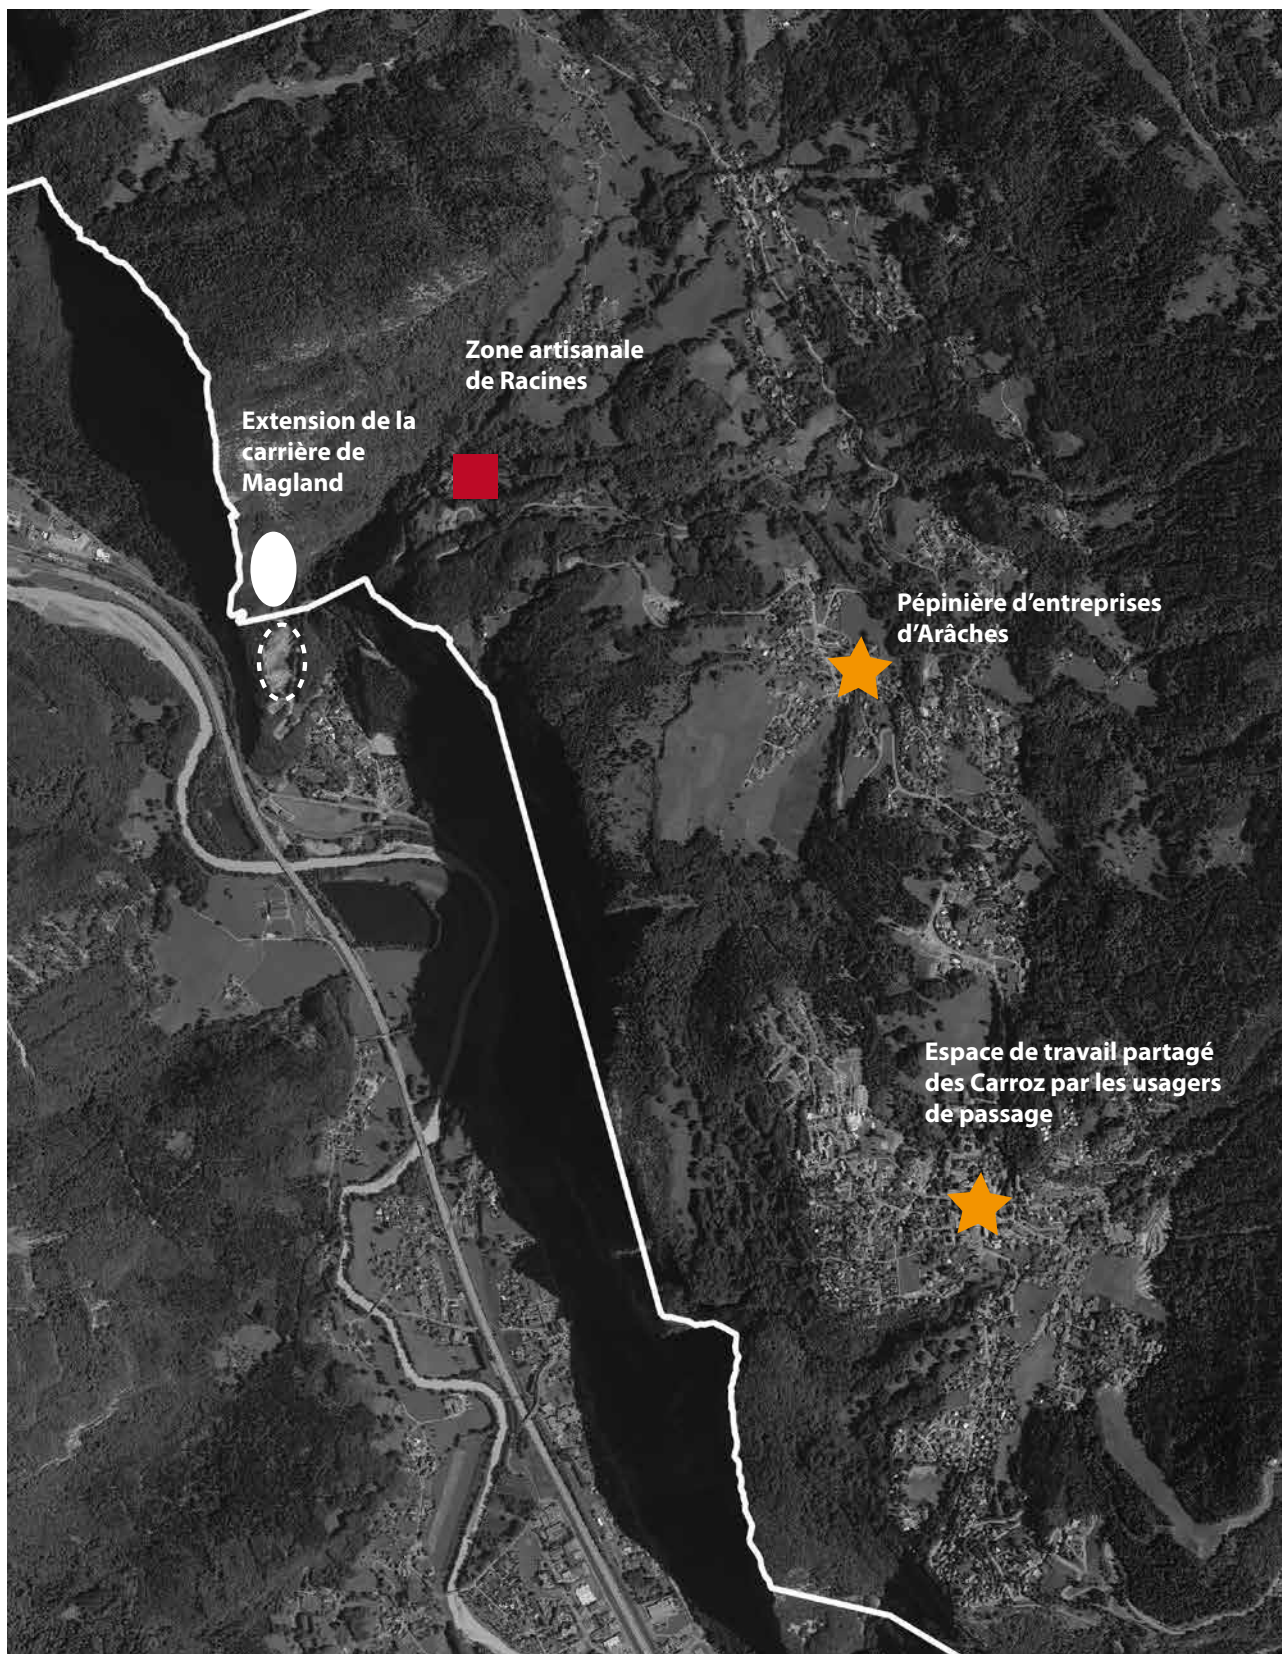 Zone artisanale
de Racines
Extension de la
carrière de
Magland
Pépinière d’entreprises
d’Arâches
Espace de travail partagé
des Carroz par les usagers
de passage